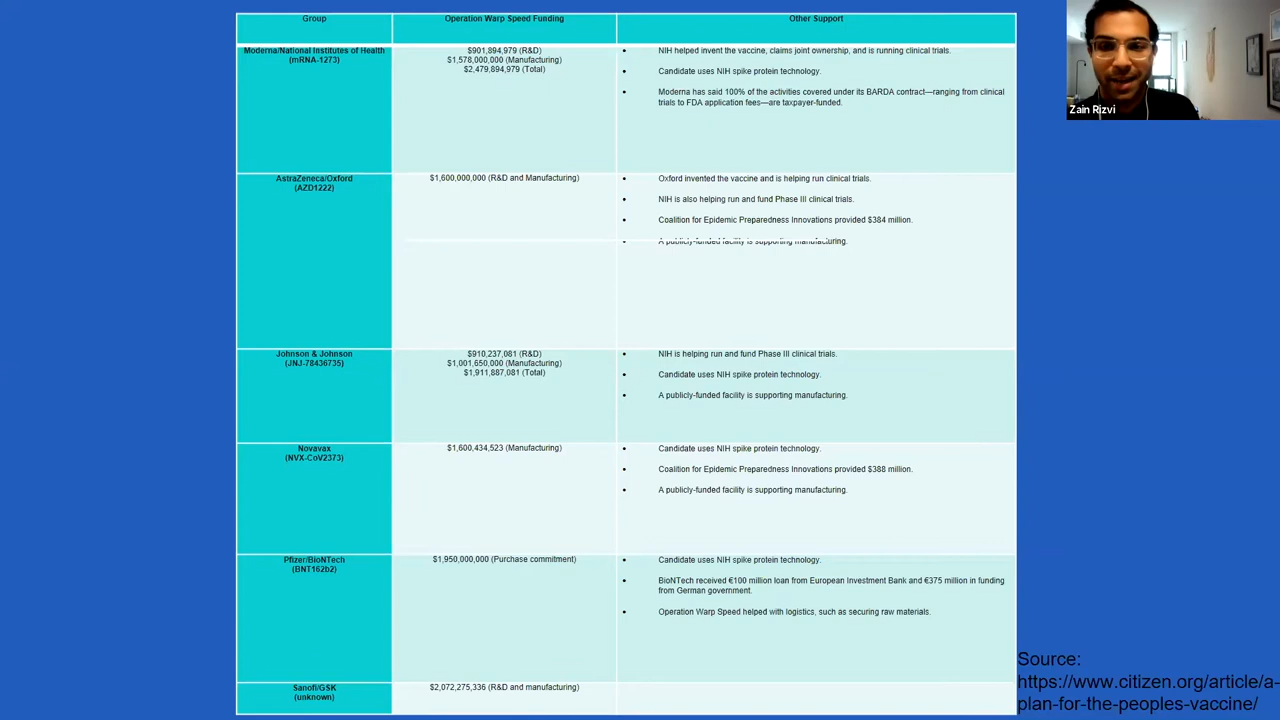 Group
Operation Warp Speed Funding
Other Support
Moderna/National Institutes of Health
(mRNA-1273)
$901,894,979 (R&D)
$1,578,000,000 (Manufacturing)
$2,479,894,979 (Total)
• NIH helped invent the vaccine, claims joint ownership, and is running clinical trials.
• Candidate uses NIH spike protein technology.
• Moderna has said 100% of the activities covered under its BARDA contract—ranging from clinical
trials to FDA application fees—are taxpayer-funded.
AstraZeneca/Oxford
(AZD1222)
$1,600,000,000 (R&D and Manufacturing)
• Oxford invented the vaccine and is helping run clinical trials.
• NIH is also helping run and fund Phase III clinical trials.
• Coalition for Epidemic Preparedness Innovations provided $384 million.
• A publicly-funded facility is supporting manufacturing.
Johnson & Johnson
(JNJ-78436735)
$910,237,081 (R&D)
$1,001,650,000 (Manufacturing)
$1,911,887,081 (Total)
• NIH is helping run and fund Phase III clinical trials.
• Candidate uses NIH spike protein technology.
• A publicly-funded facility is supporting manufacturing.
Novavax
(NVX-CoV2373)
$1,600,434,523 (Manufacturing)
• Candidate uses NIH spike protein technology.
• Coalition for Epidemic Preparedness Innovations provided $388 million.
• A publicly-funded facility is supporting manufacturing.
Pfizer/BioNTech
(BNT162b2)
$1,950,000,000 (Purchase commitment)
• Candidate uses NIH spike protein technology.
• BioNTech received €100 million loan from European Investment Bank and €375 million in funding
from German government.
• Operation Warp Speed helped with logistics, such as securing raw materials.
Sanofi/GSK
(unknown)
$2,072,275,336 (R&D and manufacturing)
Zain Rizvi
Source:
https://www.citizen.org/article/a-
plan-for-the-peoples-vaccine/